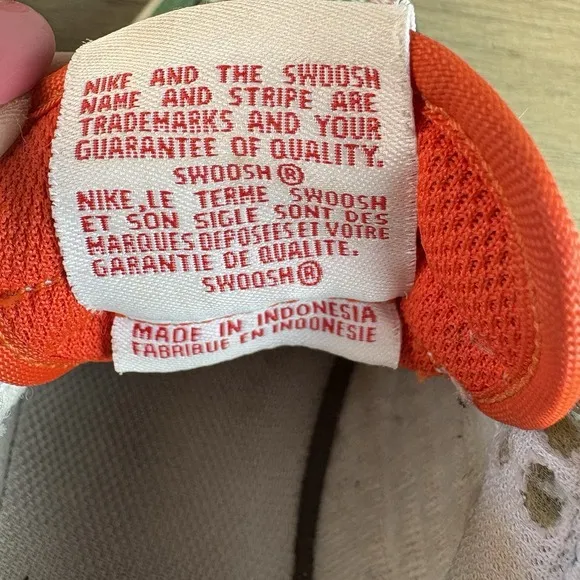 NIKE AND THE SWOOSH
NAME AND STRIPE ARE
TRADEMARKS AND YOUR
GUARANTEE OF QUALITY.
SWOOSH®
NIKE, LE TERME SWOOSH
ET SON SIGLE SONT DES
MARQUES DEPOSEES ET VOTRE
GARANTIE DE QUALITE.
SWOOSH®
MADE IN INDONESIA
FABRIQUE EN INDONESIE